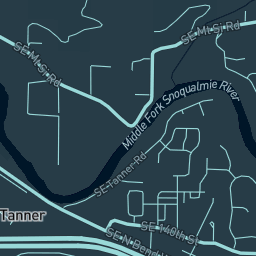 SE Mt Si Rd
SE Mt Si Rd
Middle Fork Snoqualmie River
SE Tanner Rd
Tanner
SE 140th St
SE N Bend Way